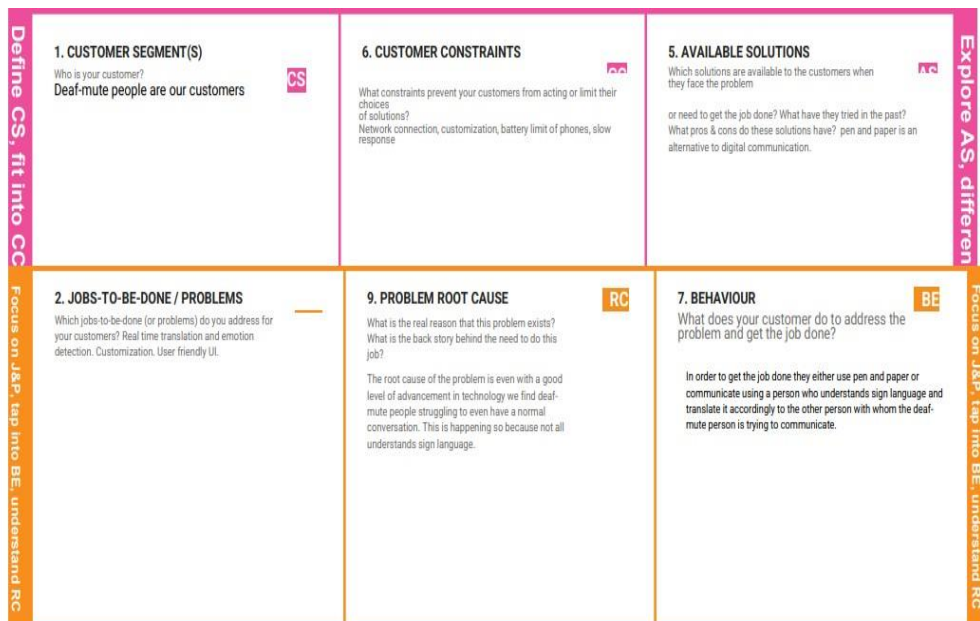 Define CS, fit into CC
1. CUSTOMER SEGMENT(S)
Who is your customer?
Deaf-mute people are our customers
CS
6. CUSTOMER CONSTRAINTS
What constraints prevent your customers from acting or limit their
choices
of solutions?
Network connection, customization, battery limit of phones, slow
response
5. AVAILABLE SOLUTIONS
AS
Which solutions are available to the customers when
they face the problem
or need to get the job done? What have they tried in the past?
What pros & cons do these solutions have? pen and paper is an
alternative to digital communication.
Explore AS, differen
Focus on J&P, tap into BE, understand RC
2. JOBS-TO-BE-DONE / PROBLEMS
Which jobs-to-be-done (or problems) do you address for
your customers? Real time translation and emotion
detection. Customization. User friendly UI.
9. PROBLEM ROOT CAUSE
RC
What is the real reason that this problem exists?
What is the back story behind the need to do this
job?
The root cause of the problem is even with a good
level of advancement in technology we find deaf-
mute people struggling to even have a normal
conversation. This is happening so because not all
understands sign language.
7. BEHAVIOUR
BE
What does your customer do to address the
problem and get the job done?
In order to get the job done they either use pen and paper or
communicate using a person who understands sign language and
translate it accordingly to the other person with whom the deaf-
mute person is trying to communicate.
Focus on J&P, tap into BE, understand RC